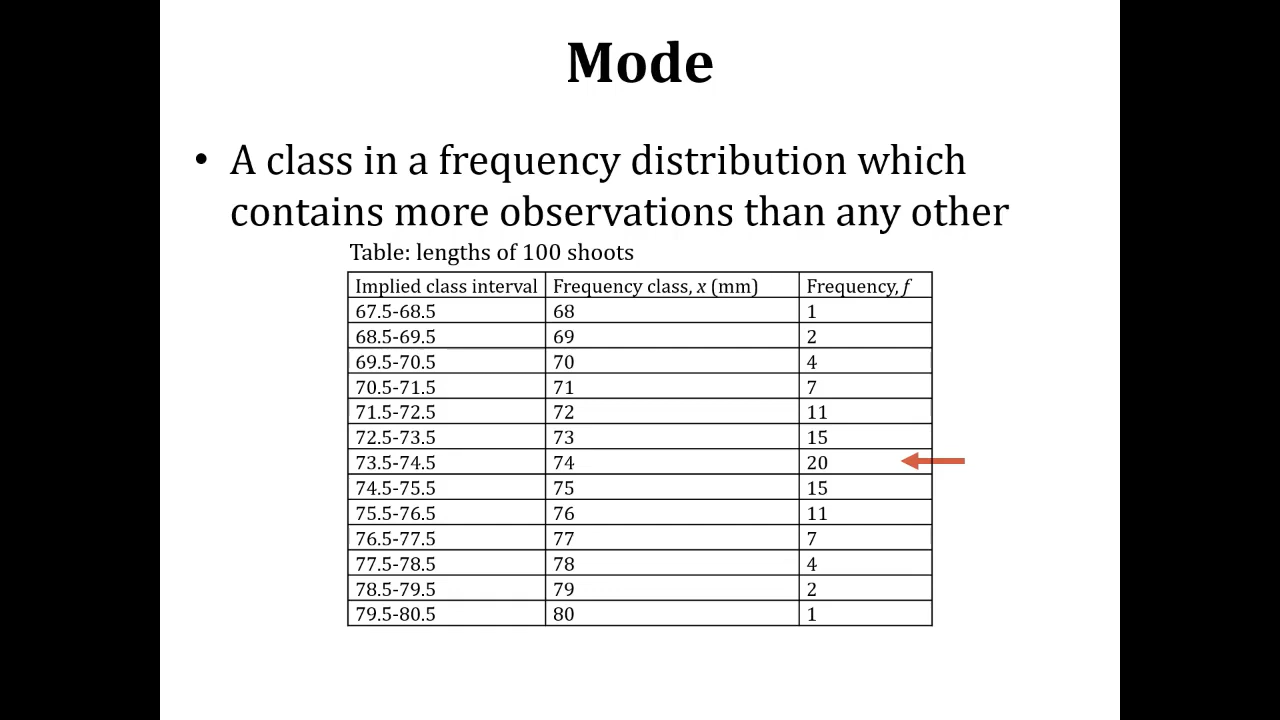 Mode
• A class in a frequency distribution which
contains more observations than any other
Table: lengths of 100 shoots
Implied class interval Frequency class, x (mm) Frequency, f
67.5-68.5 68 1
68.5-69.5 69 2
69.5-70.5 70 4
70.5-71.5 71 7
71.5-72.5 72 11
72.5-73.5 73 15
73.5-74.5 74 20
74.5-75.5 75 15
75.5-76.5 76 11
76.5-77.5 77 7
77.5-78.5 78 4
78.5-79.5 79 2
79.5-80.5 80 1